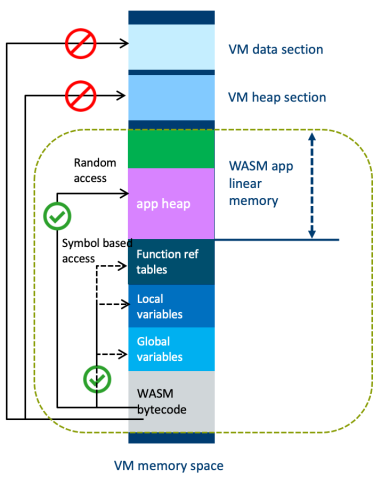 VM data section
VM heap section
Random
access
WASM app
linear
memory
app heap
Symbol based
access
Function ref
tables
Local
variables
Global
variables
WASM
bytecode
VM memory space